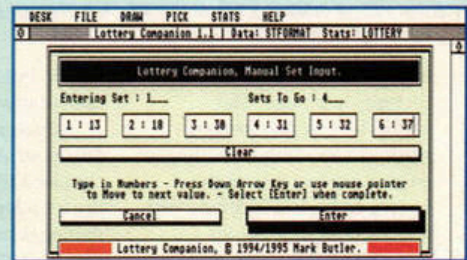 DESK FILE DRAW PICK STATS HELP
Lottery Companion 1.1 | Data: STFORMAT Stats: LOTTERY
Lottery Companion, Manual Set Input.
Entering Set : 1___ Sets To Go : 4___
1 : 13 2 : 18 3 : 30 4 : 31 5 : 32 6 : 37
Clear
Type in Numbers - Press Down Arrow Key or use mouse pointer
to Move to next value. - Select [Enter] when complete.
Cancel Enter
Lottery Companion, © 1994/1995 Mark Butler.